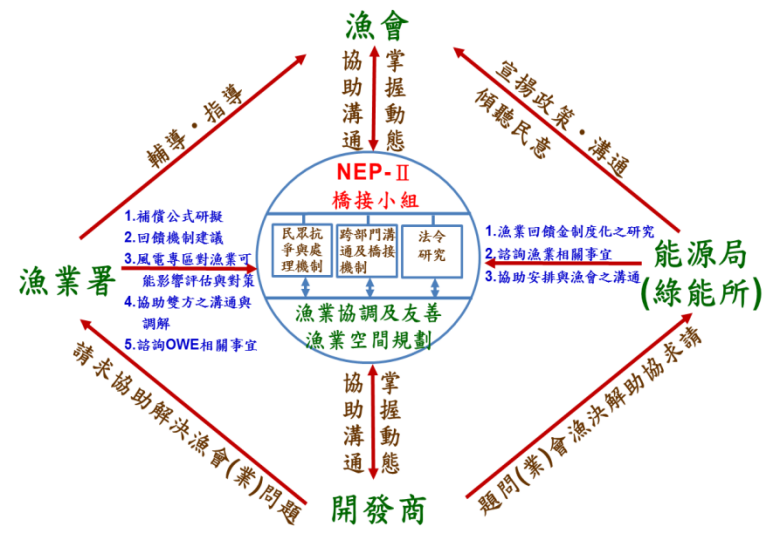 漁會
協助溝通
掌握動態
輔導．指導
宣揚政策．溝通
傾聽民意
NEP-Ⅱ
橋接小組
民眾抗
爭與處
理機制
跨部門溝
通及橋接
機制
法令
研究
漁業協調及友善
漁業空間規劃
漁業署
1.補償公式研擬
2.回饋機制建議
3.風電專區對漁業可
能影響評估與對策
4.協助雙方之溝通與
調解
5.諮詢OWE相關事宜
1.漁業回饋金制度化之研究
2.諮詢漁業相關事宜
3.協助安排與漁會之溝通
能源局
(綠能所)
請求協助解決漁會(業)問題
協助溝通
掌握動態
題問(業)會漁決解助協求請
開發商